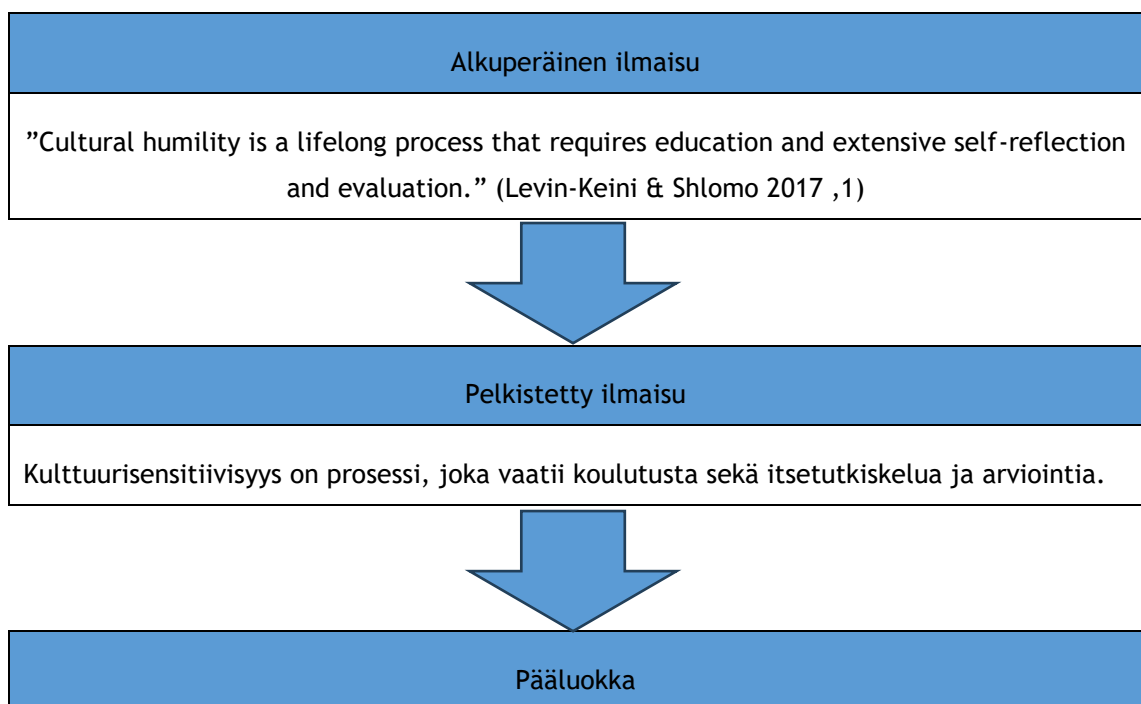 Alkuperäinen ilmaisu
”Cultural humility is a lifelong process that requires education and extensive self-reflection
and evaluation.” (Levin-Keini & Shlomo 2017 ,1)
Pelkistetty ilmaisu
Kulttuurisensitiivisyys on prosessi, joka vaatii koulutusta sekä itsetutkiskelua ja arviointia.
Pääluokka